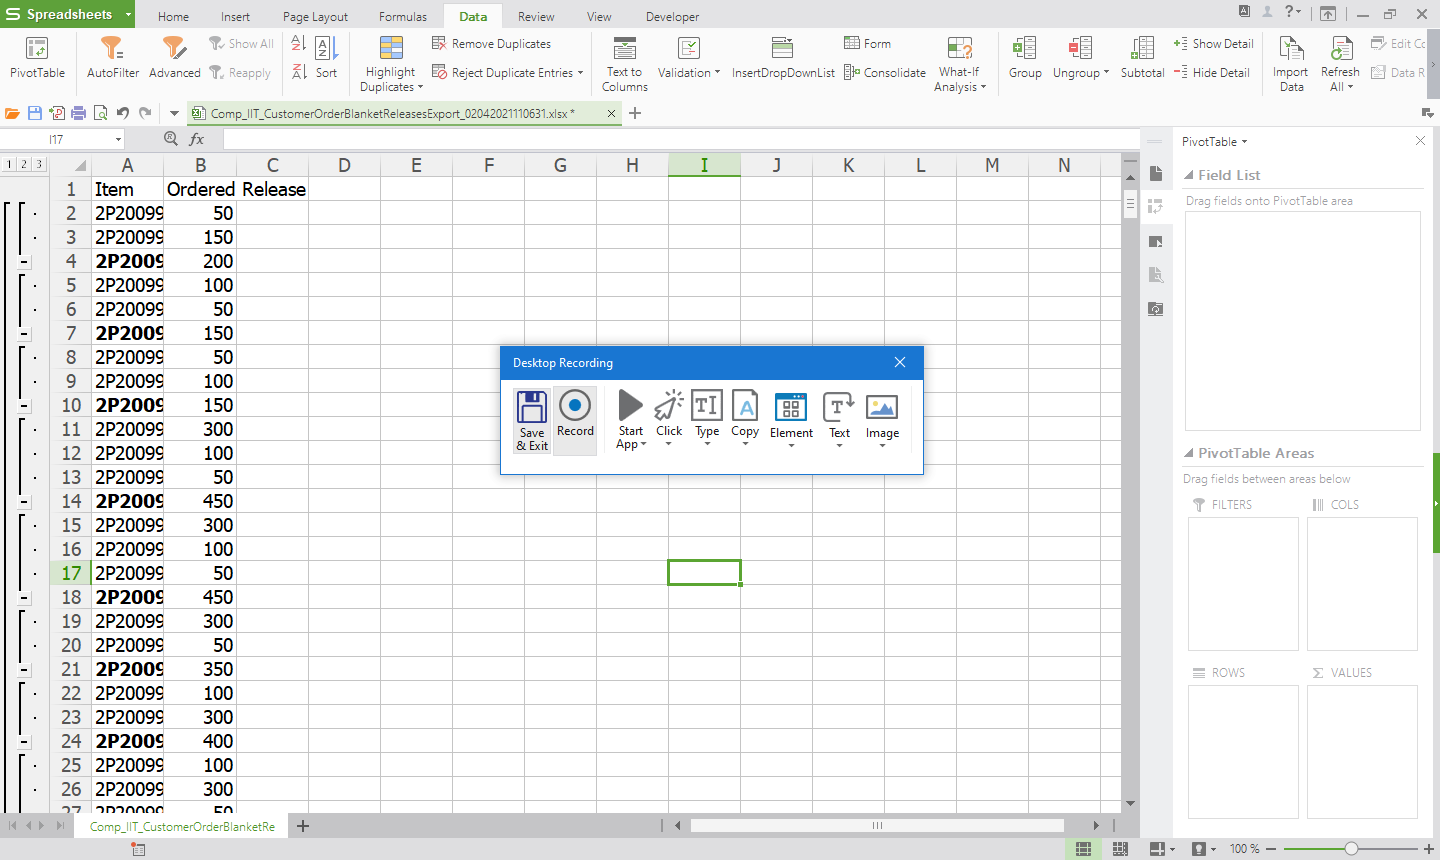 Spreadsheets
Home Insert Page Layout Formulas Data Review View Developer
PivotTable
AutoFilter
Advanced
Show All
Reapply
Sort
Highlight
Duplicates
Remove Duplicates
Reject Duplicate Entries
Text to
Columns
Validation
InsertDropDownList
Form
Consolidate
What-If
Analysis
Group
Ungroup
Subtotal
Show Detail
Hide Detail
Import
Data
Refresh
All
Edit Cc
Data R
Comp_IIT_CustomerOrderBlanketReleasesExport_02042021110631.xlsx *
I17
fx
1 2 3
A B C D E F G H I J K L M N
1 Item Ordered Release
2 2P20099 50
3 2P20099 150
4 2P2009 200
5 2P20099 100
6 2P20099 50
7 2P2009 150
8 2P20099 50
9 2P20099 100
10 2P2009 150
11 2P20099 300
12 2P20099 100
13 2P20099 50
14 2P2009 450
15 2P20099 300
16 2P20099 100
17 2P20099 50
18 2P2009 450
19 2P20099 300
20 2P20099 50
21 2P2009 350
22 2P20099 100
23 2P20099 300
24 2P2009 400
25 2P20099 100
26 2P20099 300
27 2P20099 50
Desktop Recording
Save
& Exit
Record
Start
App
Click
Type
Copy
Element
Text
Image
PivotTable
Field List
Drag fields onto PivotTable area
PivotTable Areas
Drag fields between areas below
FILTERS COLS
ROWS VALUES
Comp_IIT_CustomerOrderBlanketRe
100 %